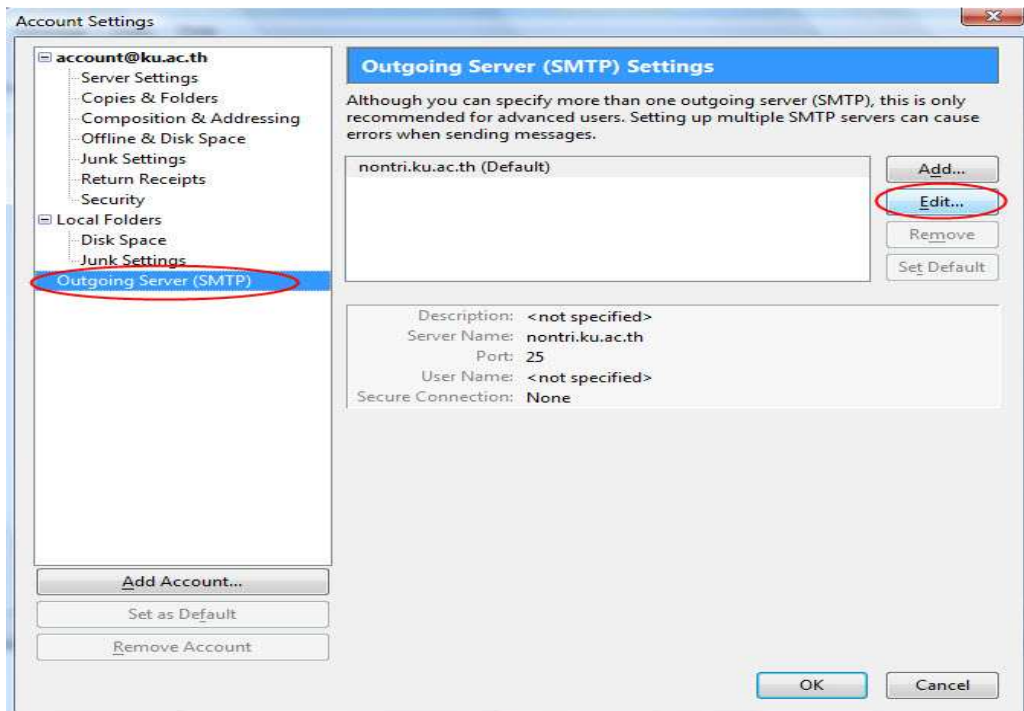 Account Settings
account@ku.ac.th
Server Settings
Copies & Folders
Composition & Addressing
Offline & Disk Space
Junk Settings
Return Receipts
Security
Local Folders
Disk Space
Junk Settings
Outgoing Server (SMTP)
Add Account...
Set as Default
Remove Account
Outgoing Server (SMTP) Settings
Although you can specify more than one outgoing server (SMTP), this is only
recommended for advanced users. Setting up multiple SMTP servers can cause
errors when sending messages.
nontri.ku.ac.th (Default)
Add...
Edit...
Remove
Set Default
Description: <not specified>
Server Name: nontri.ku.ac.th
Port: 25
User Name: <not specified>
Secure Connection: None
OK
Cancel